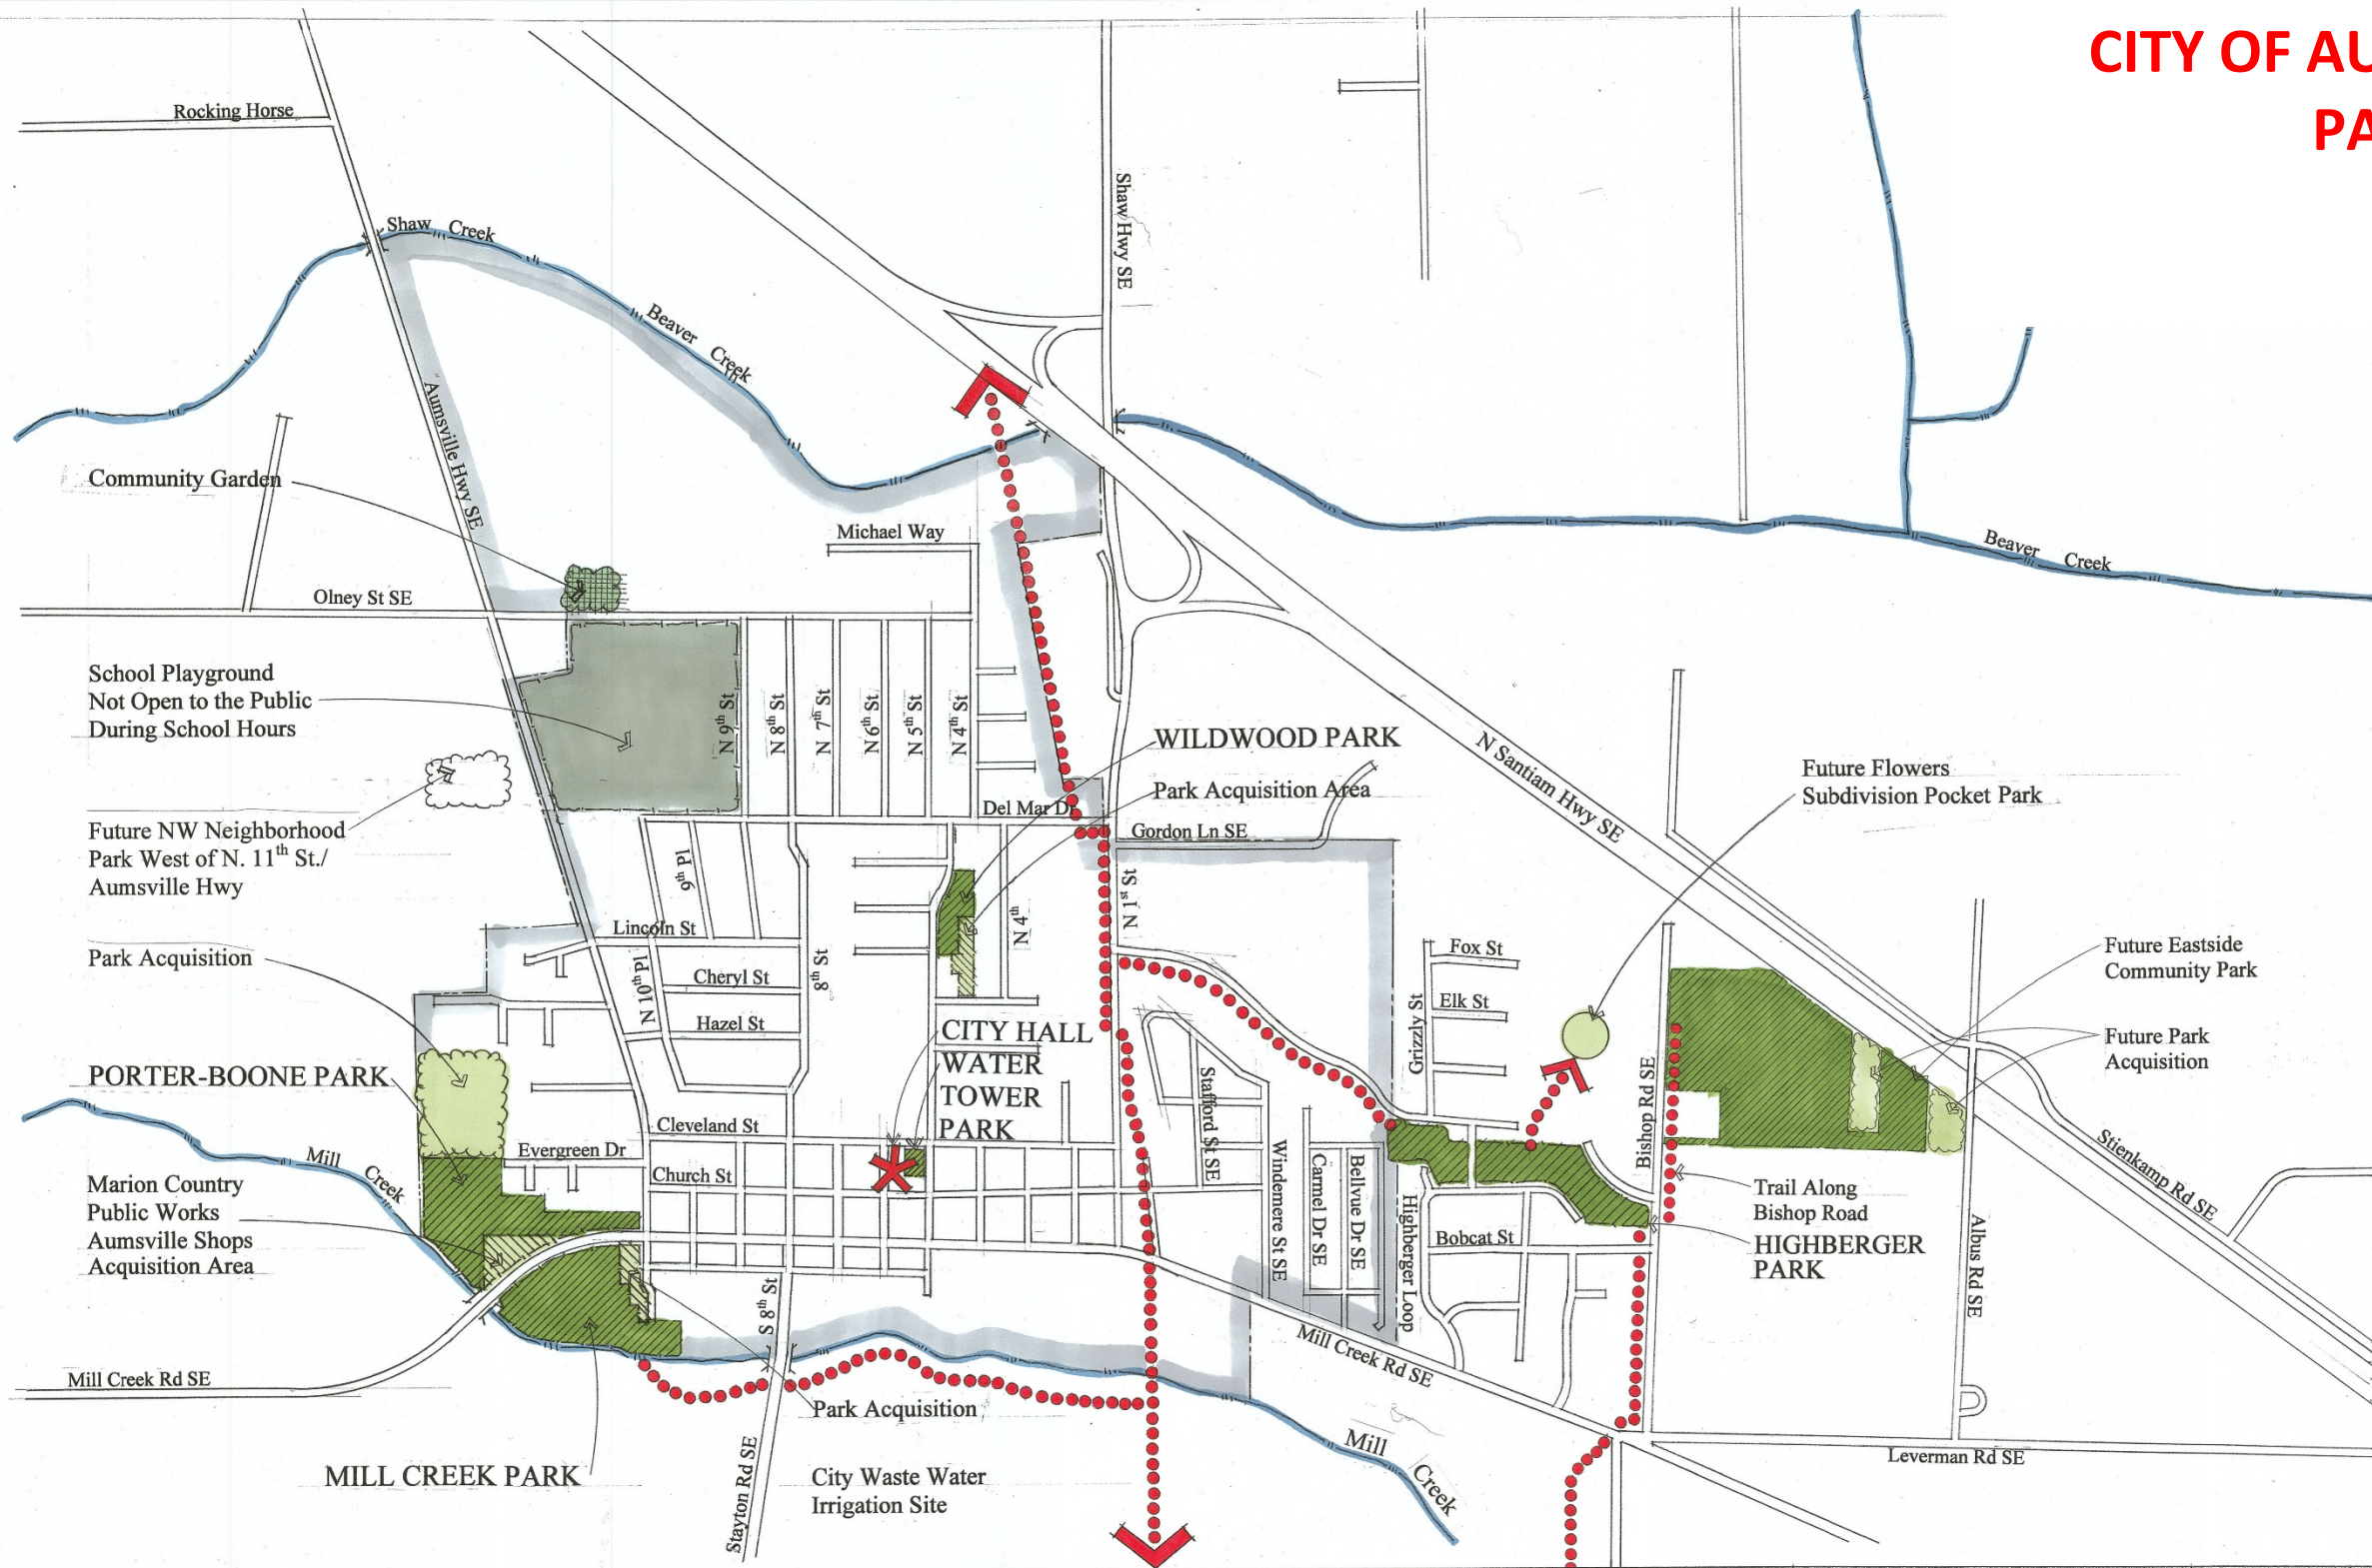 CITY OF AU
PA
Rocking Horse
Shaw Creek
Shaw Hwy SE
Beaver Creek
Aumsville Hwy SE
Community Garden
Michael Way
Beaver Creek
Olney St SE
School Playground
Not Open to the Public
During School Hours
N 9th St
N 8th St
N 7th St
N 6th St
N 5th St
N 4th St
WILDWOOD PARK
Park Acquisition Area
N Santiam Hwy SE
Future Flowers
Subdivision Pocket Park
Del Mar Dr
Gordon Ln SE
Future NW Neighborhood
Park West of N. 11th St./
Aumsville Hwy
9th Pl
N 4th
N 1st St
Lincoln St
Park Acquisition
Cheryl St
8th St
N 10th Pl
Hazel St
Fox St
Elk St
Grizzly St
Future Eastside
Community Park
Future Park
Acquisition
CITY HALL
WATER
TOWER
PARK
PORTER-BOONE PARK
Stafford St SE
Bishop Rd SE
Cleveland St
Evergreen Dr
Church St
Mill Creek
Marion Country
Public Works
Aumsville Shops
Acquisition Area
Windemere St SE
Carmel Dr SE
Bellvue Dr SE
Highberger Loop
Bobcat St
Trail Along
Bishop Road
HIGHBERGER
PARK
Stienkamp Rd SE
Albus Rd SE
S 8th St
Mill Creek Rd SE
Mill Creek Rd SE
Park Acquisition
Mill Creek
Leverman Rd SE
MILL CREEK PARK
Stayton Rd SE
City Waste Water
Irrigation Site